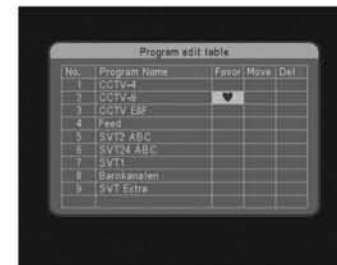 Program edit table
No. Program Name Favor Move Del
1 CCTV-4
2 CCTV-6 ♥
3 CCTV E&F
4 Feed
5 SVT2 ABC
6 SVT24 ABC
7 SVT1
8 Barnkanalen
9 SVT Extra